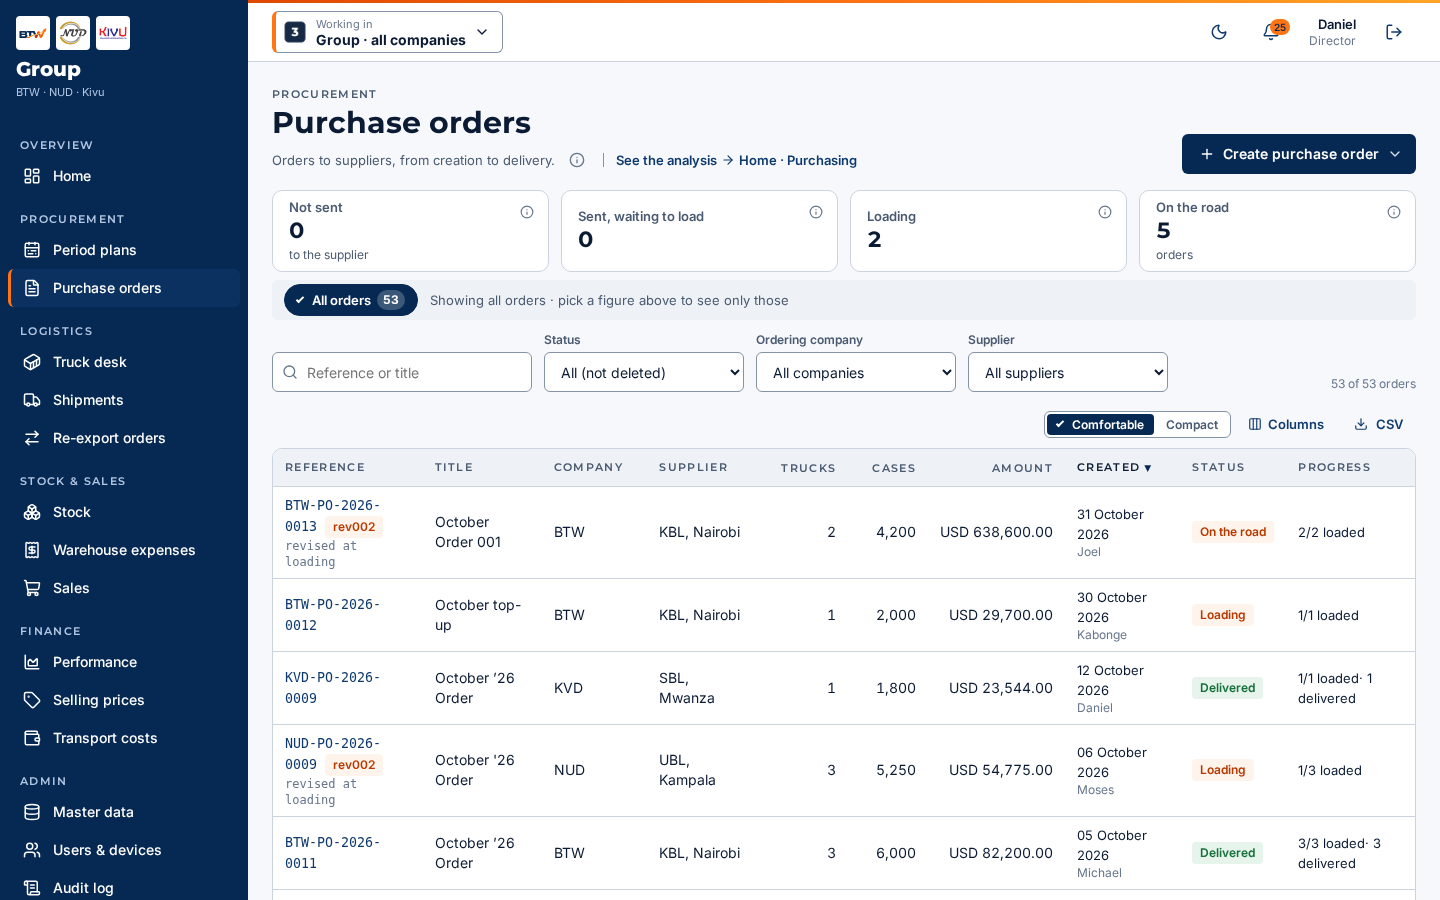 BTW NUD KIVU
Group
BTW · NUD · Kivu
OVERVIEW
Home
PROCUREMENT
Period plans
Purchase orders
LOGISTICS
Truck desk
Shipments
Re-export orders
STOCK & SALES
Stock
Warehouse expenses
Sales
FINANCE
Performance
Selling prices
Transport costs
ADMIN
Master data
Users & devices
Audit log
3
Working in
Group · all companies
25
Daniel
Director
PROCUREMENT
Purchase orders
Orders to suppliers, from creation to delivery.
See the analysis → Home · Purchasing
Create purchase order
Not sent
0
to the supplier
Sent, waiting to load
0
Loading
2
On the road
5
orders
✓ All orders 53
Showing all orders · pick a figure above to see only those
Reference or title
Status
All (not deleted)
Ordering company
All companies
Supplier
All suppliers
53 of 53 orders
✓ Comfortable Compact
Columns
CSV
REFERENCE TITLE COMPANY SUPPLIER TRUCKS CASES AMOUNT CREATED ▼ STATUS PROGRESS
BTW-PO-2026-
0013 rev002
revised at
loading
October
Order 001
BTW
KBL, Nairobi
2
4,200
USD 638,600.00
31 October
2026
Joel
On the road
2/2 loaded
BTW-PO-2026-
0012
October top-
up
BTW
KBL, Nairobi
1
2,000
USD 29,700.00
30 October
2026
Kabonge
Loading
1/1 loaded
KVD-PO-2026-
0009
October ’26
Order
KVD
SBL,
Mwanza
1
1,800
USD 23,544.00
12 October
2026
Daniel
Delivered
1/1 loaded· 1
delivered
NUD-PO-2026-
0009 rev002
revised at
loading
October '26
Order
NUD
UBL,
Kampala
3
5,250
USD 54,775.00
06 October
2026
Moses
Loading
1/3 loaded
BTW-PO-2026-
0011
October ’26
Order
BTW
KBL, Nairobi
3
6,000
USD 82,200.00
05 October
2026
Michael
Delivered
3/3 loaded· 3
delivered